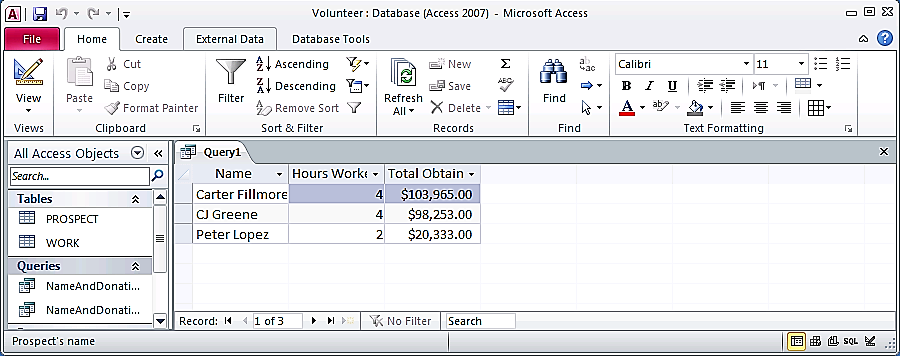 Volunteer : Database (Access 2007) - Microsoft Access
File Home Create External Data Database Tools
View
Views
Paste
Cut
Copy
Format Painter
Clipboard
Filter
Ascending
Descending
Remove Sort
Sort & Filter
Refresh All
New
Save
Delete
Records
Find
Find
Calibri 11
B I U
A
Text Formatting
All Access Objects
Search...
Tables
PROSPECT
WORK
Queries
NameAndDonati...
NameAndDonati...
Query1
Name Hours Worke Total Obtain
Carter Fillmore 4 $103,965.00
CJ Greene 4 $98,253.00
Peter Lopez 2 $20,333.00
Record: 1 of 3 No Filter Search
Prospect's name SQL